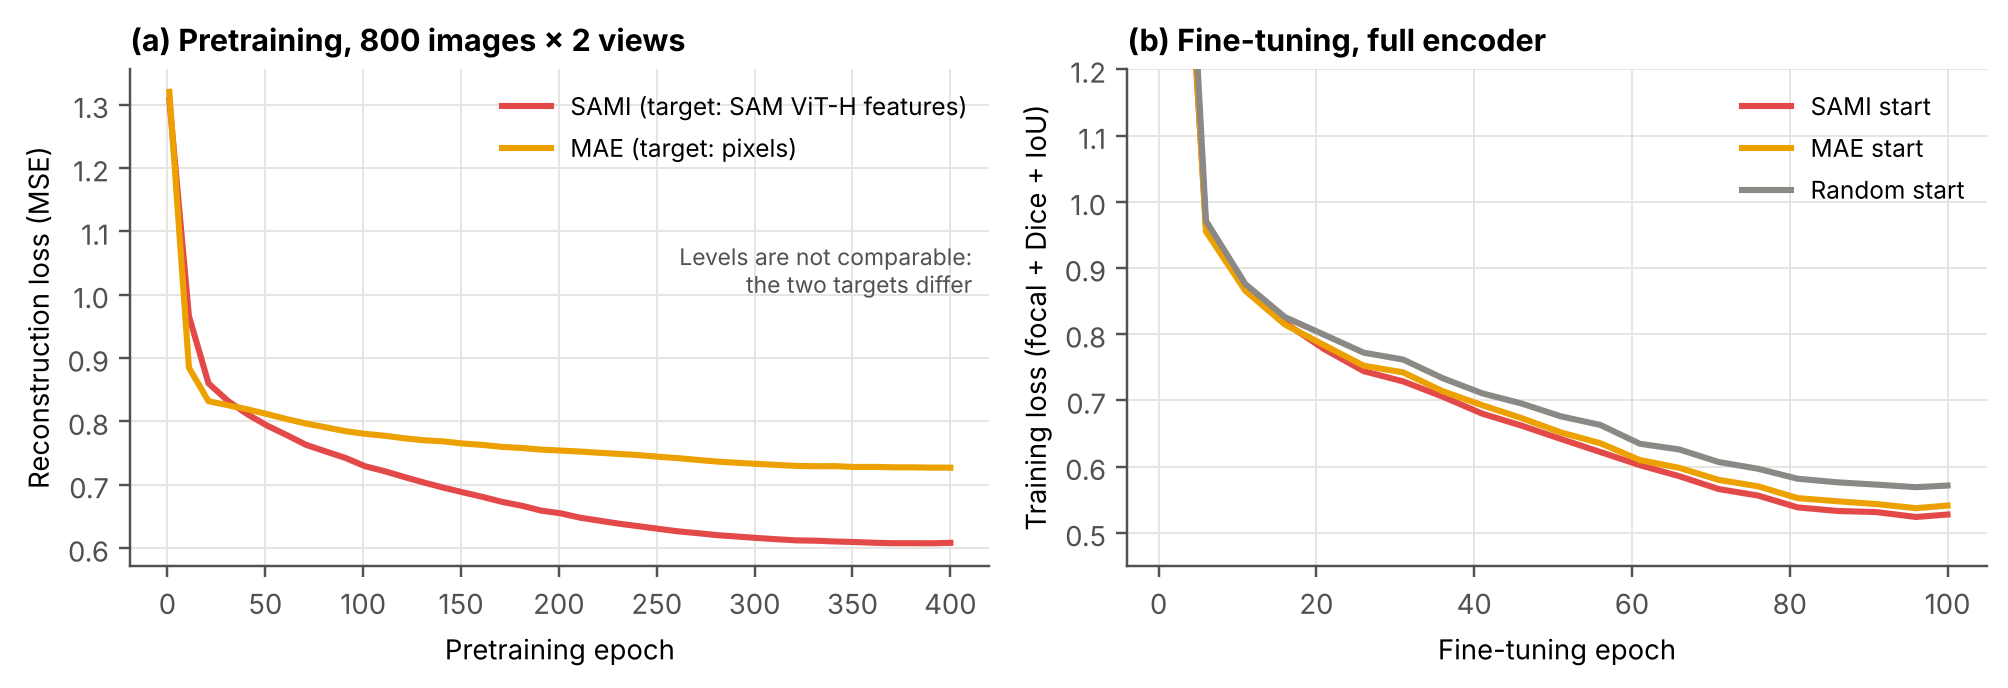 (a) Pretraining, 800 images × 2 views
Reconstruction loss (MSE)
1.3
1.2
1.1
1.0
0.9
0.8
0.7
0.6
SAMI (target: SAM ViT-H features)
MAE (target: pixels)
Levels are not comparable:
the two targets differ
0 50 100 150 200 250 300 350 400
Pretraining epoch
(b) Fine-tuning, full encoder
Training loss (focal + Dice + IoU)
1.2
1.1
1.0
0.9
0.8
0.7
0.6
0.5
SAMI start
MAE start
Random start
0 20 40 60 80 100
Fine-tuning epoch